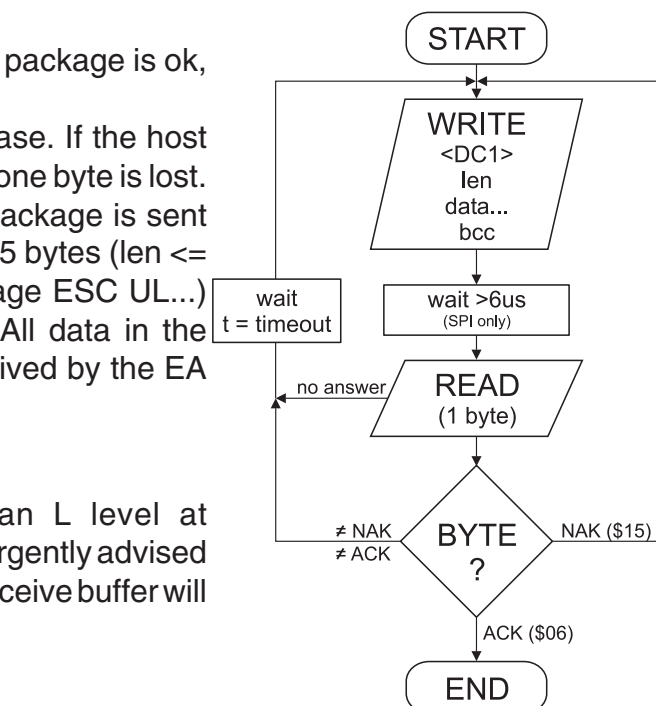 package is ok,
ase. If the host
one byte is lost.
ackage is sent
5 bytes (len <=
age ESC UL...)
All data in the
ived by the EA
an L level at
rgently advised
ceive buffer will
START
WRITE
<DC1>
len
data...
bcc
wait
t = timeout
wait >6us
(SPI only)
no answer
READ
(1 byte)
≠ NAK
≠ ACK
BYTE
?
NAK ($15)
ACK ($06)
END